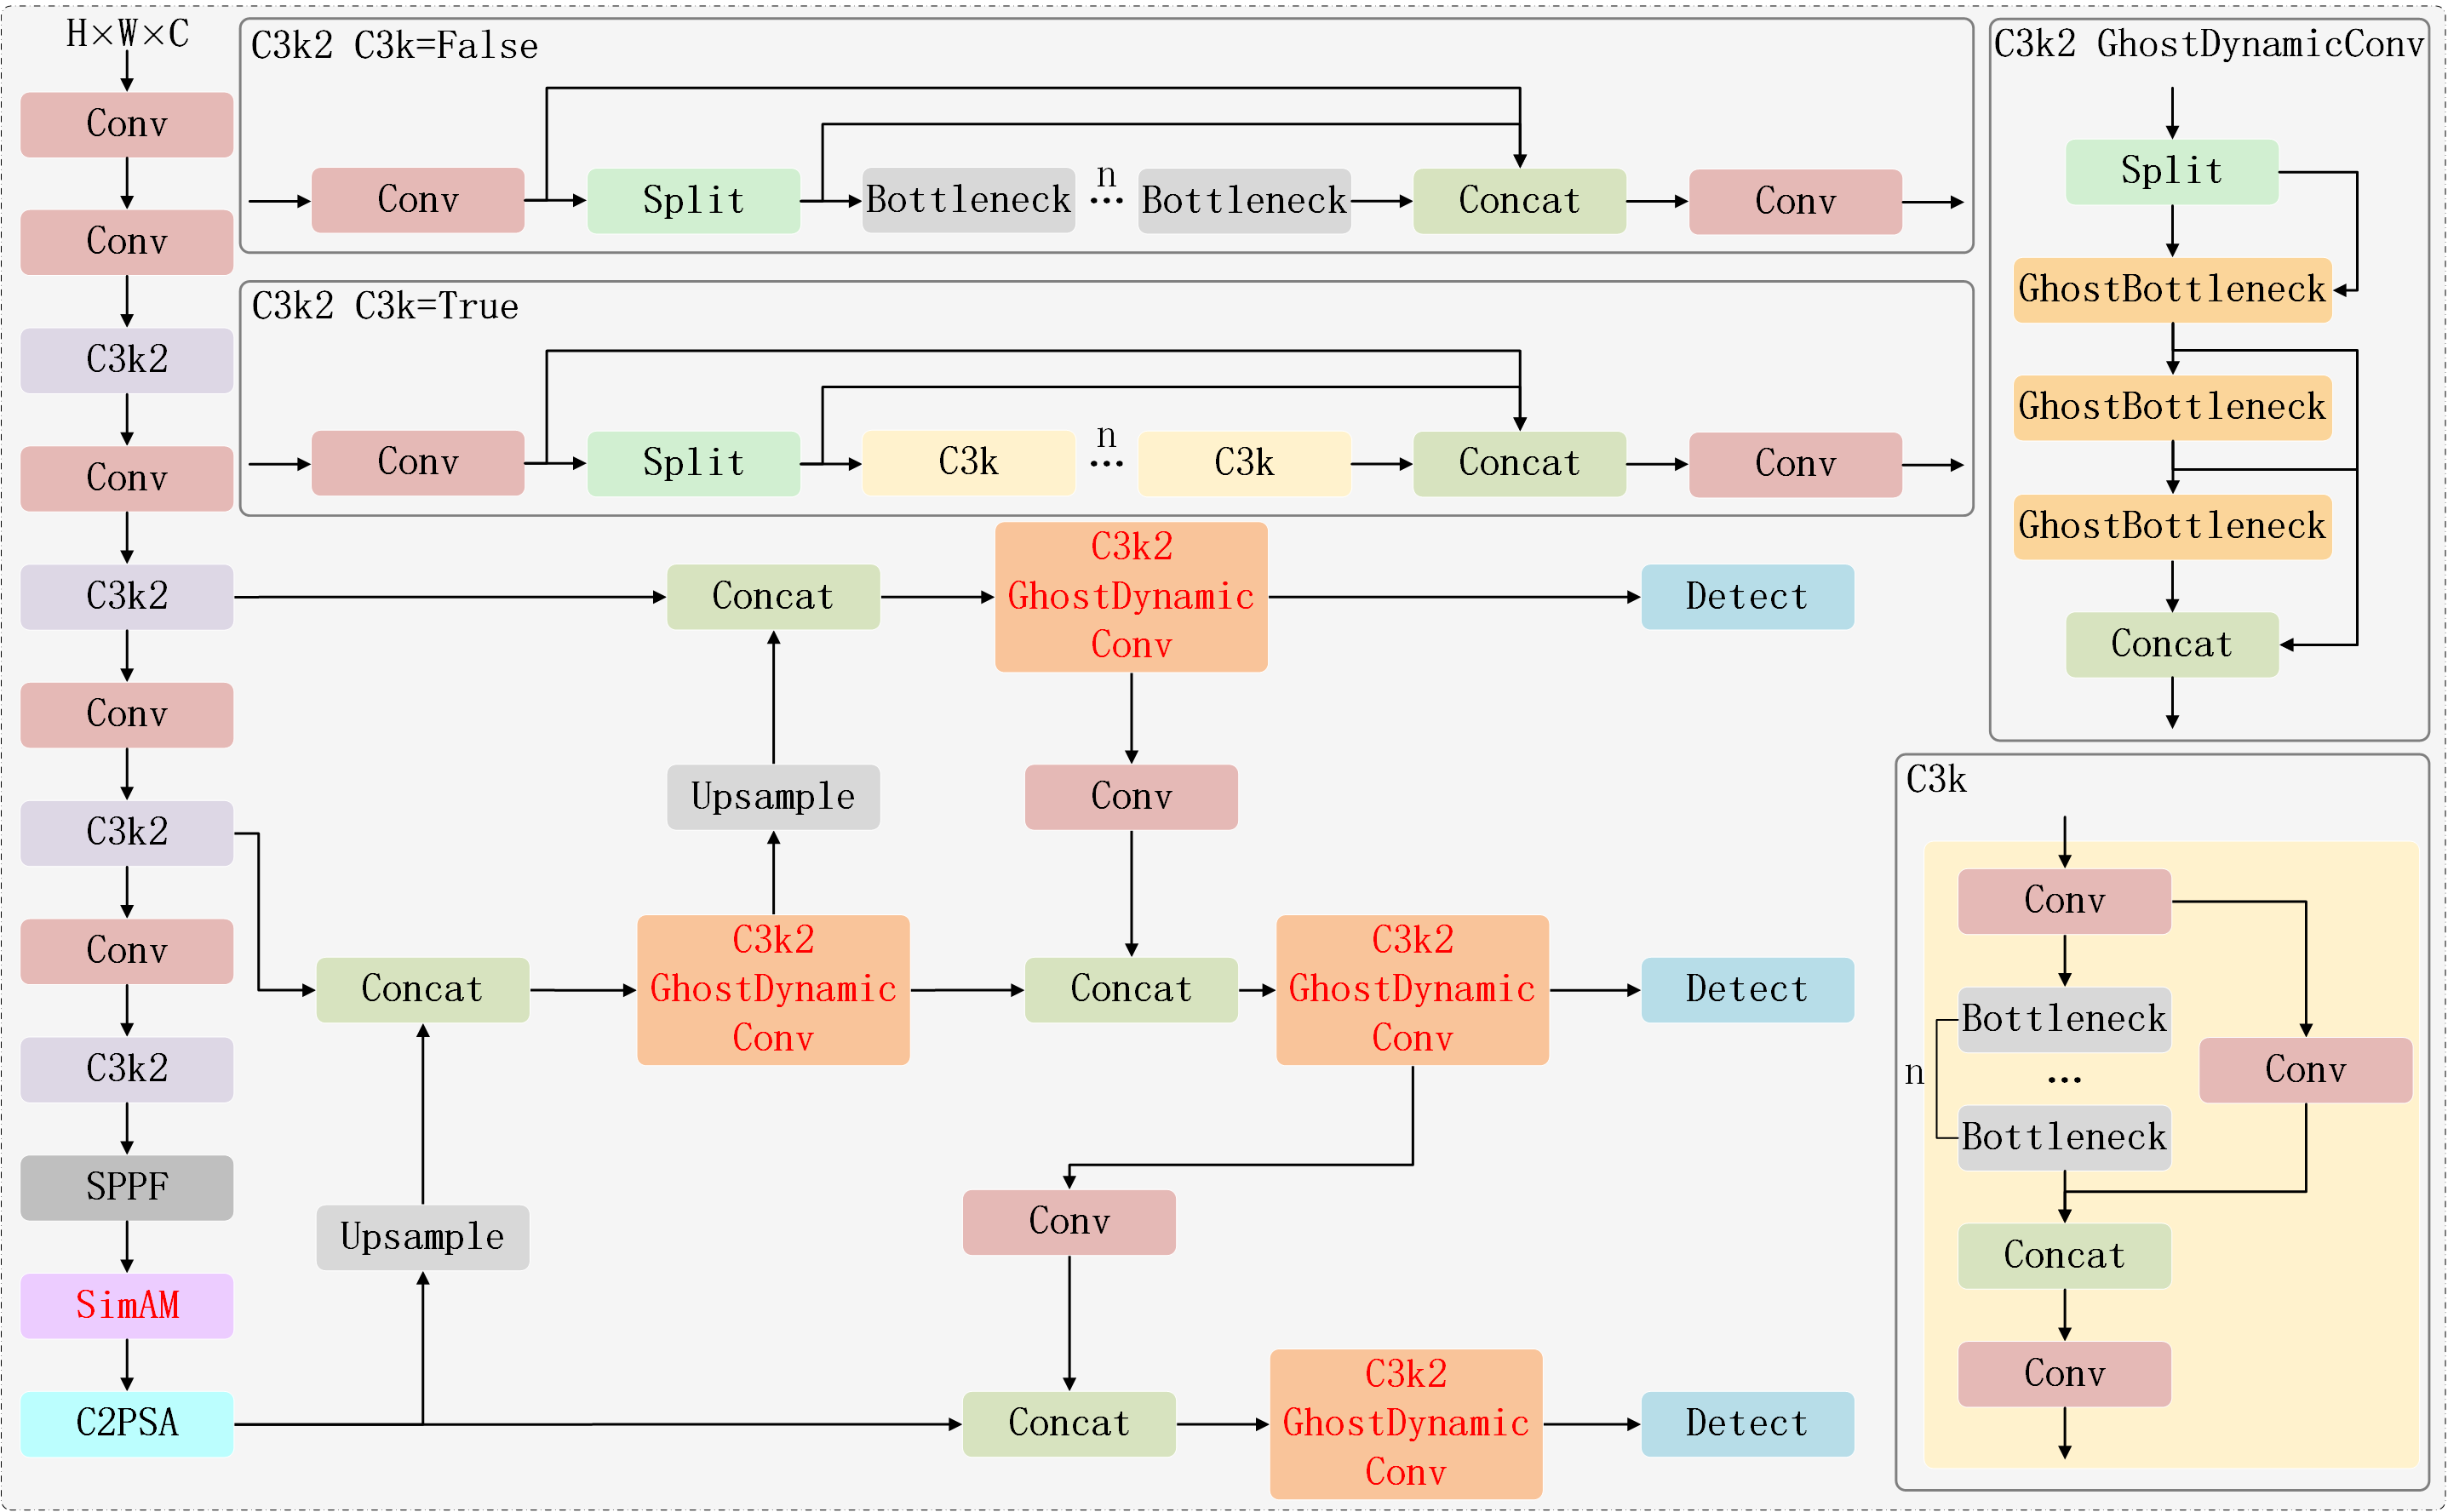 H×W×C
Conv
Conv
C3k2
Conv
C3k2
Conv
C3k2
Conv
C3k2
SPPF
SimAM
C2PSA
C3k2 C3k=False
Conv
Split
Bottleneck
n
...
Bottleneck
Concat
Conv
C3k2 C3k=True
Conv
Split
C3k
n
...
C3k
Concat
Conv
Concat
C3k2
GhostDynamic
Conv
Detect
Upsample
Conv
Concat
C3k2
GhostDynamic
Conv
Concat
C3k2
GhostDynamic
Conv
Detect
Upsample
Conv
Concat
C3k2
GhostDynamic
Conv
Detect
C3k2 GhostDynamicConv
Split
GhostBottleneck
GhostBottleneck
GhostBottleneck
Concat
C3k
Conv
Bottleneck
n
...
Conv
Bottleneck
Concat
Conv